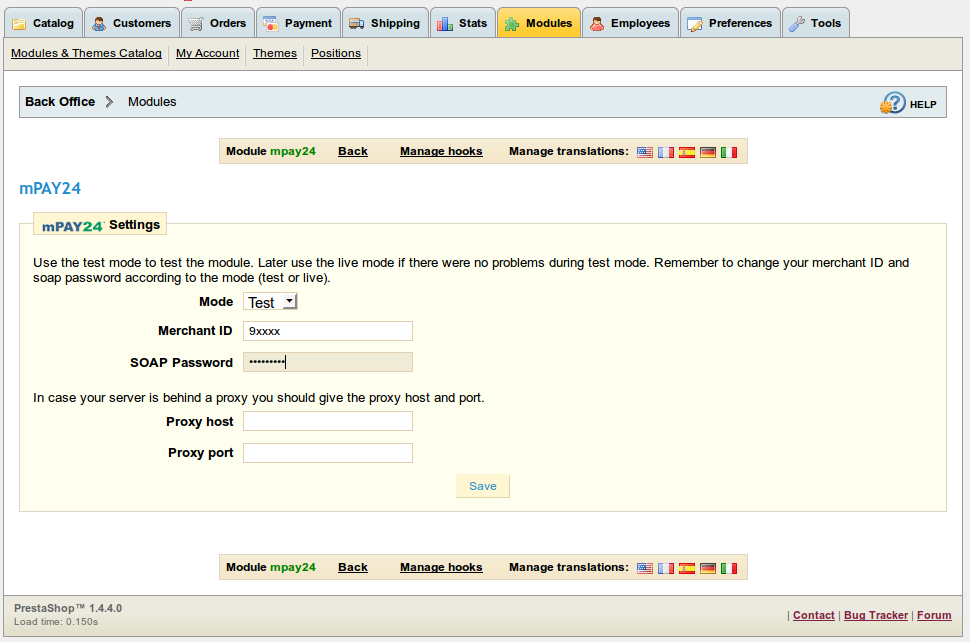 Catalog Customers Orders Payment Shipping Stats Modules Employees Preferences Tools
Modules & Themes Catalog My Account Themes Positions
Back Office Modules HELP
Module mpay24 Back Manage hooks Manage translations:
mPAY24
mPAY24 Settings
Use the test mode to test the module. Later use the live mode if there were no problems during test mode. Remember to change your merchant ID and
soap password according to the mode (test or live).
Mode Test
Merchant ID 9xxxx
SOAP Password •••••••••
In case your server is behind a proxy you should give the proxy host and port.
Proxy host
Proxy port
Save
Module mpay24 Back Manage hooks Manage translations:
PrestaShop™ 1.4.4.0
Load time: 0.150s
| Contact | Bug Tracker | Forum